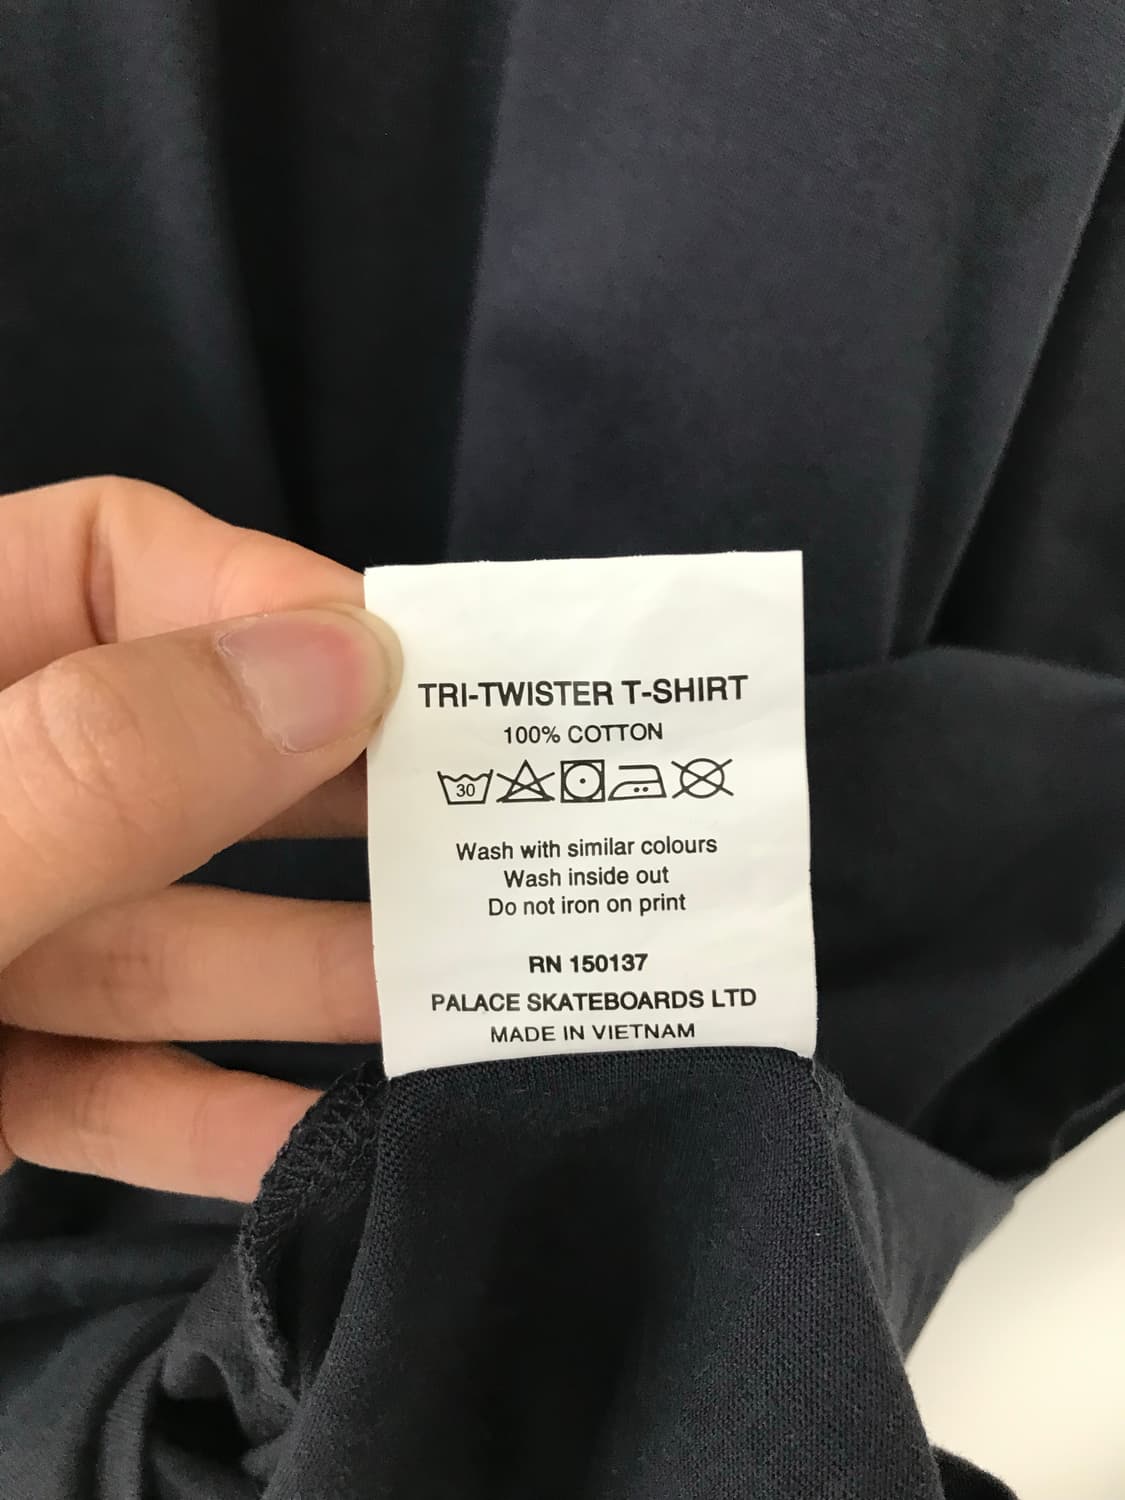 TRI-TWISTER T-SHIRT
100% COTTON
30
Wash with similar colours
Wash inside out
Do not iron on print
RN 150137
PALACE SKATEBOARDS LTD
MADE IN VIETNAM